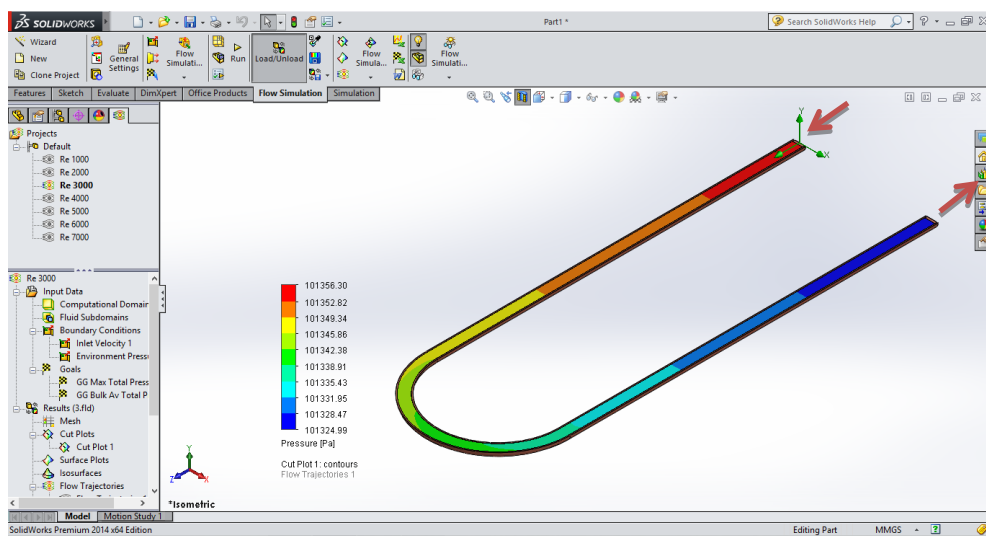 3S SOLIDWORKS
Part1 *
Search SolidWorks Help
Wizard
New
Clone Project
General Settings
Flow Simulati...
Run
Load/Unload
Flow Simula...
Flow Simulati...
Features Sketch Evaluate DimXpert Office Products Flow Simulation Simulation
Projects
Default
Re 1000
Re 2000
Re 3000
Re 4000
Re 5000
Re 6000
Re 7000
Re 3000
Input Data
Computational Domair
Fluid Subdomains
Boundary Conditions
Inlet Velocity 1
Environment Pressu
Goals
GG Max Total Press
GG Bulk Av Total P
Results (3.fld)
Mesh
Cut Plots
Cut Plot 1
Surface Plots
Isosurfaces
Flow Trajectories
101356.30
101352.82
101349.34
101345.86
101342.38
101338.91
101335.43
101331.95
101328.47
101324.99
Pressure [Pa]
Cut Plot 1: contours
Flow Trajectories 1
Y
X
Y
Z
X
*Isometric
Model Motion Study 1
SolidWorks Premium 2014 x64 Edition
Editing Part
MMGS